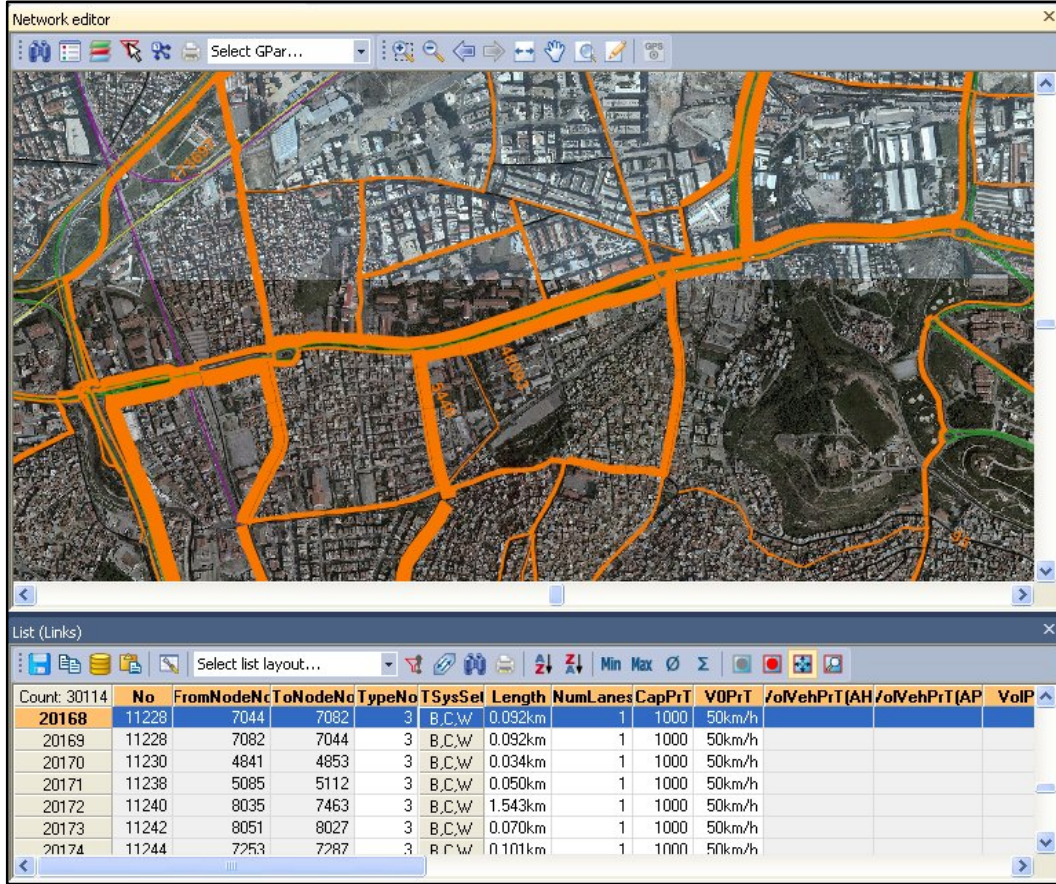 Network editor
Select GPar...
GPS
List (Links)
Select list layout...
Min Max Ø Σ
Count: 30114 No FromNodeNo ToNodeNo TypeNo TSysSet Length NumLanes CapPrT V0PrT VolVehPrT(AH VolVehPrT(AP VolP
20168 11228 7044 7082 3 B,C,W 0.092km 1 1000 50km/h
20169 11228 7082 7044 3 B,C,W 0.092km 1 1000 50km/h
20170 11230 4841 4853 3 B,C,W 0.034km 1 1000 50km/h
20171 11238 5085 5112 3 B,C,W 0.050km 1 1000 50km/h
20172 11240 8035 7463 3 B,C,W 1.543km 1 1000 50km/h
20173 11242 8051 8027 3 B,C,W 0.070km 1 1000 50km/h
20174 11244 7253 7287 3 B,C,W 0.101km 1 1000 50km/h